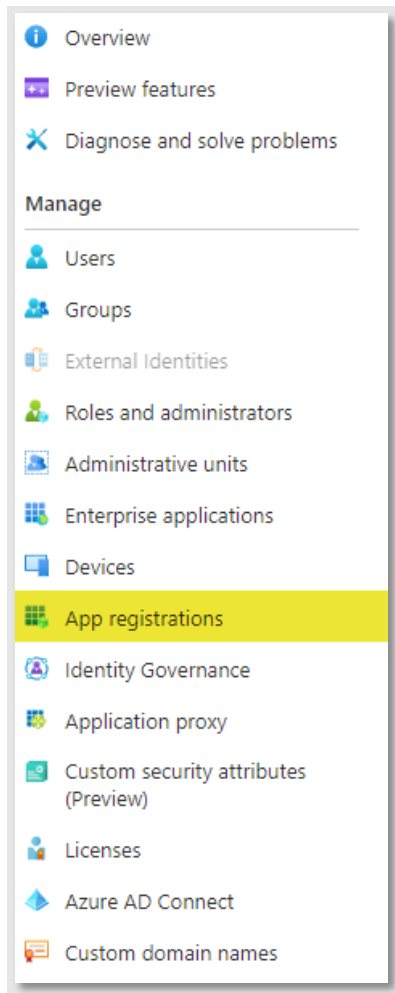 Overview
Preview features
Diagnose and solve problems
Manage
Users
Groups
External Identities
Roles and administrators
Administrative units
Enterprise applications
Devices
App registrations
Identity Governance
Application proxy
Custom security attributes
(Preview)
Licenses
Azure AD Connect
Custom domain names